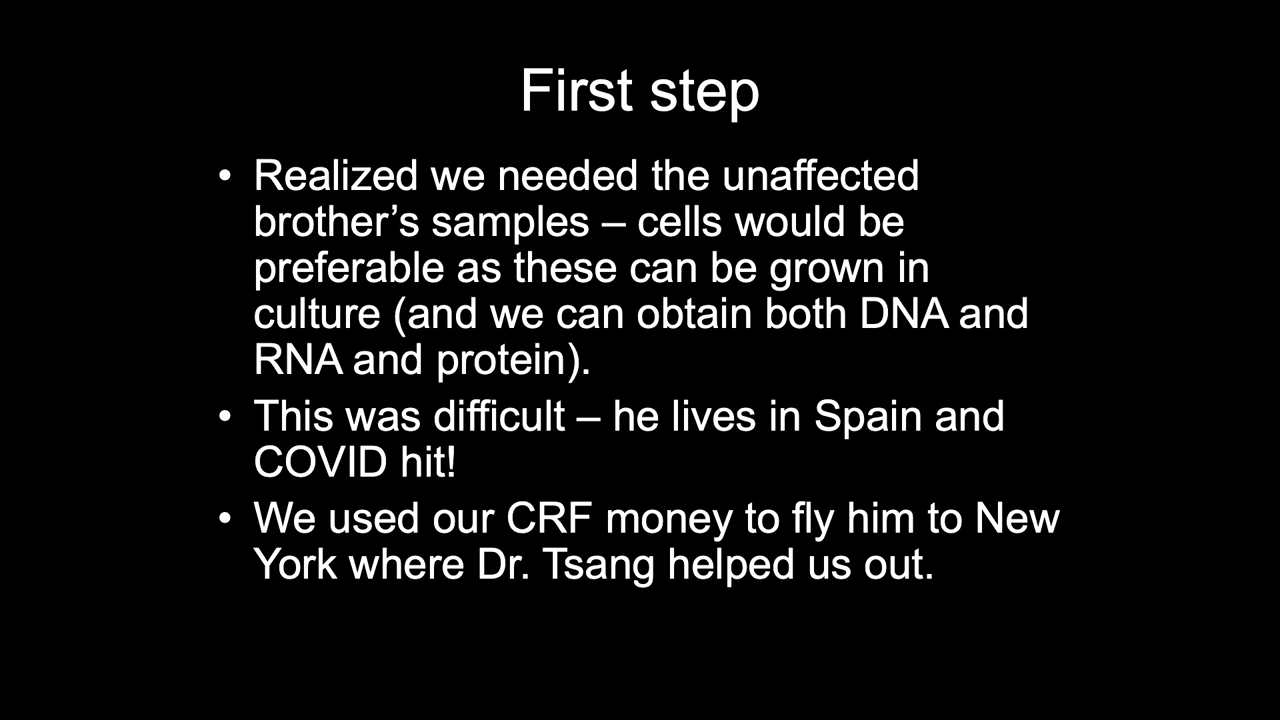 First step
• Realized we needed the unaffected
brother’s samples – cells would be
preferable as these can be grown in
culture (and we can obtain both DNA and
RNA and protein).
• This was difficult – he lives in Spain and
COVID hit!
• We used our CRF money to fly him to New
York where Dr. Tsang helped us out.